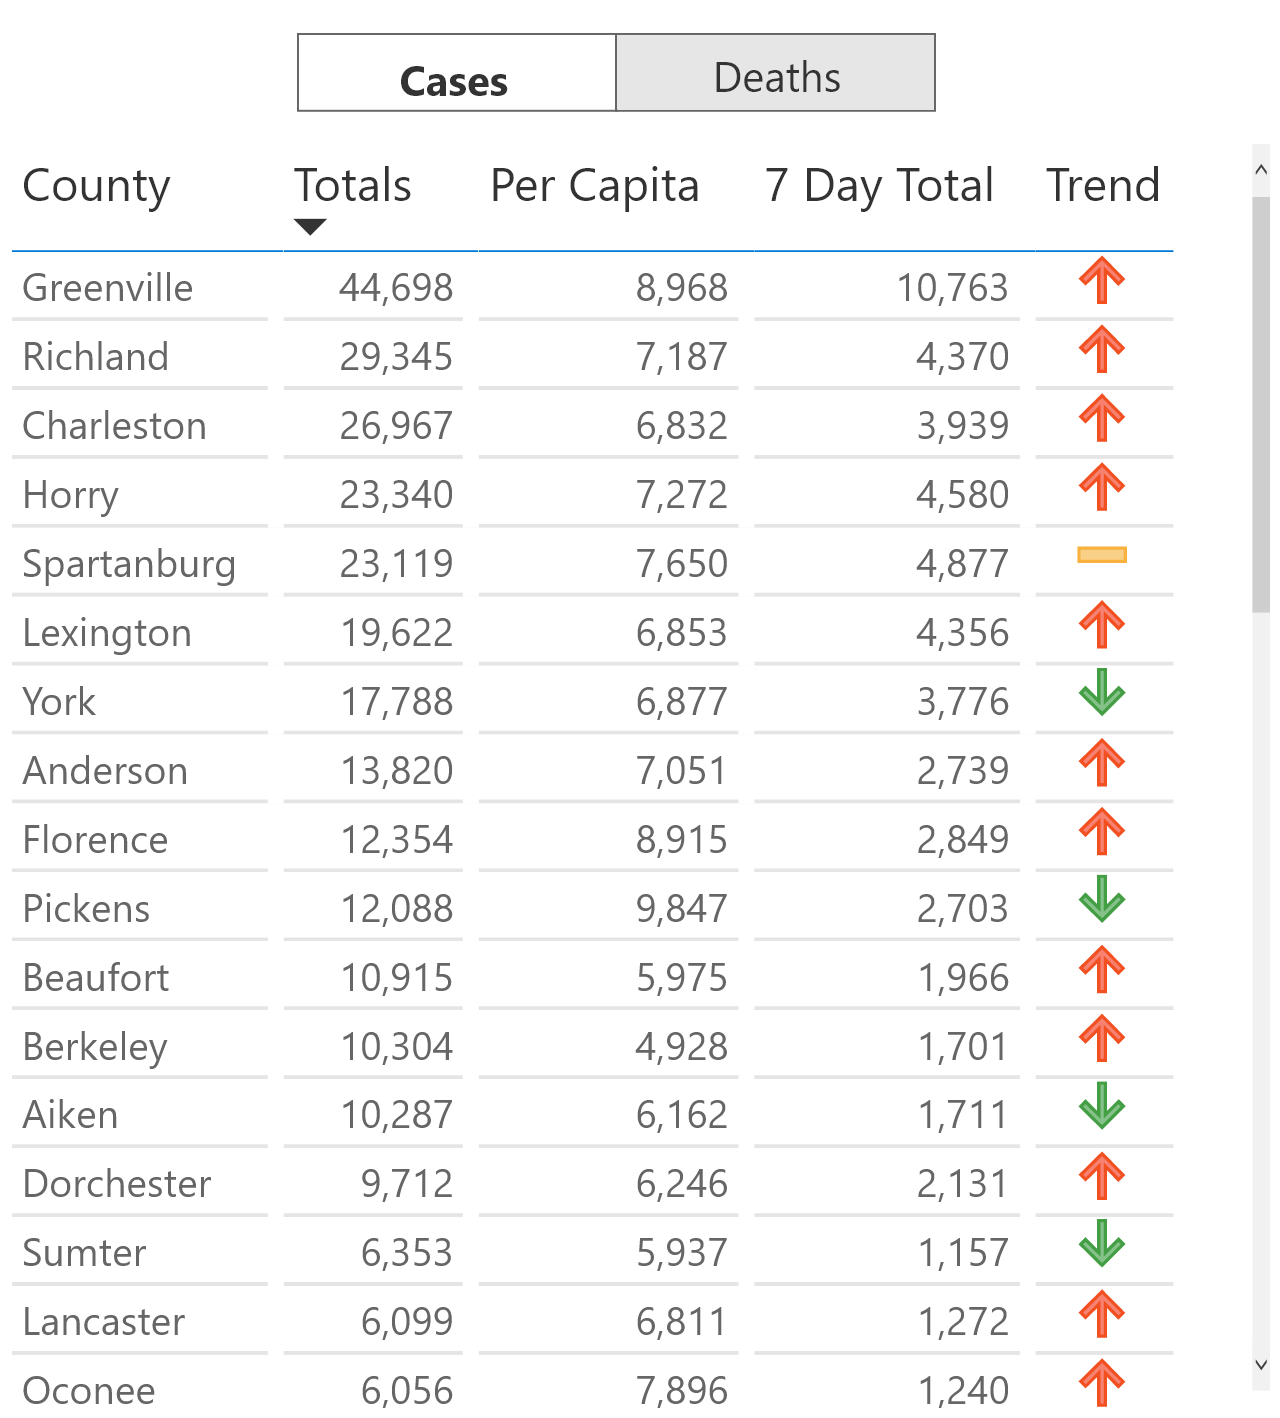 Cases Deaths
County Totals Per Capita 7 Day Total Trend
Greenville 44,698 8,968 10,763
Richland 29,345 7,187 4,370
Charleston 26,967 6,832 3,939
Horry 23,340 7,272 4,580
Spartanburg 23,119 7,650 4,877
Lexington 19,622 6,853 4,356
York 17,788 6,877 3,776
Anderson 13,820 7,051 2,739
Florence 12,354 8,915 2,849
Pickens 12,088 9,847 2,703
Beaufort 10,915 5,975 1,966
Berkeley 10,304 4,928 1,701
Aiken 10,287 6,162 1,711
Dorchester 9,712 6,246 2,131
Sumter 6,353 5,937 1,157
Lancaster 6,099 6,811 1,272
Oconee 6,056 7,896 1,240